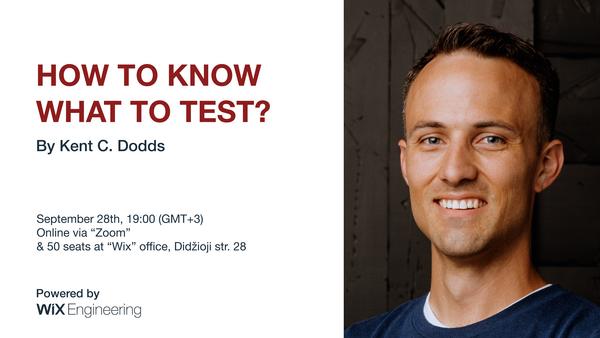 HOW TO KNOW
WHAT TO TEST?
By Kent C. Dodds
September 28th, 19:00 (GMT+3)
Online via “Zoom”
& 50 seats at “Wix” office, Didžioji str. 28
Powered by
WiX Engineering